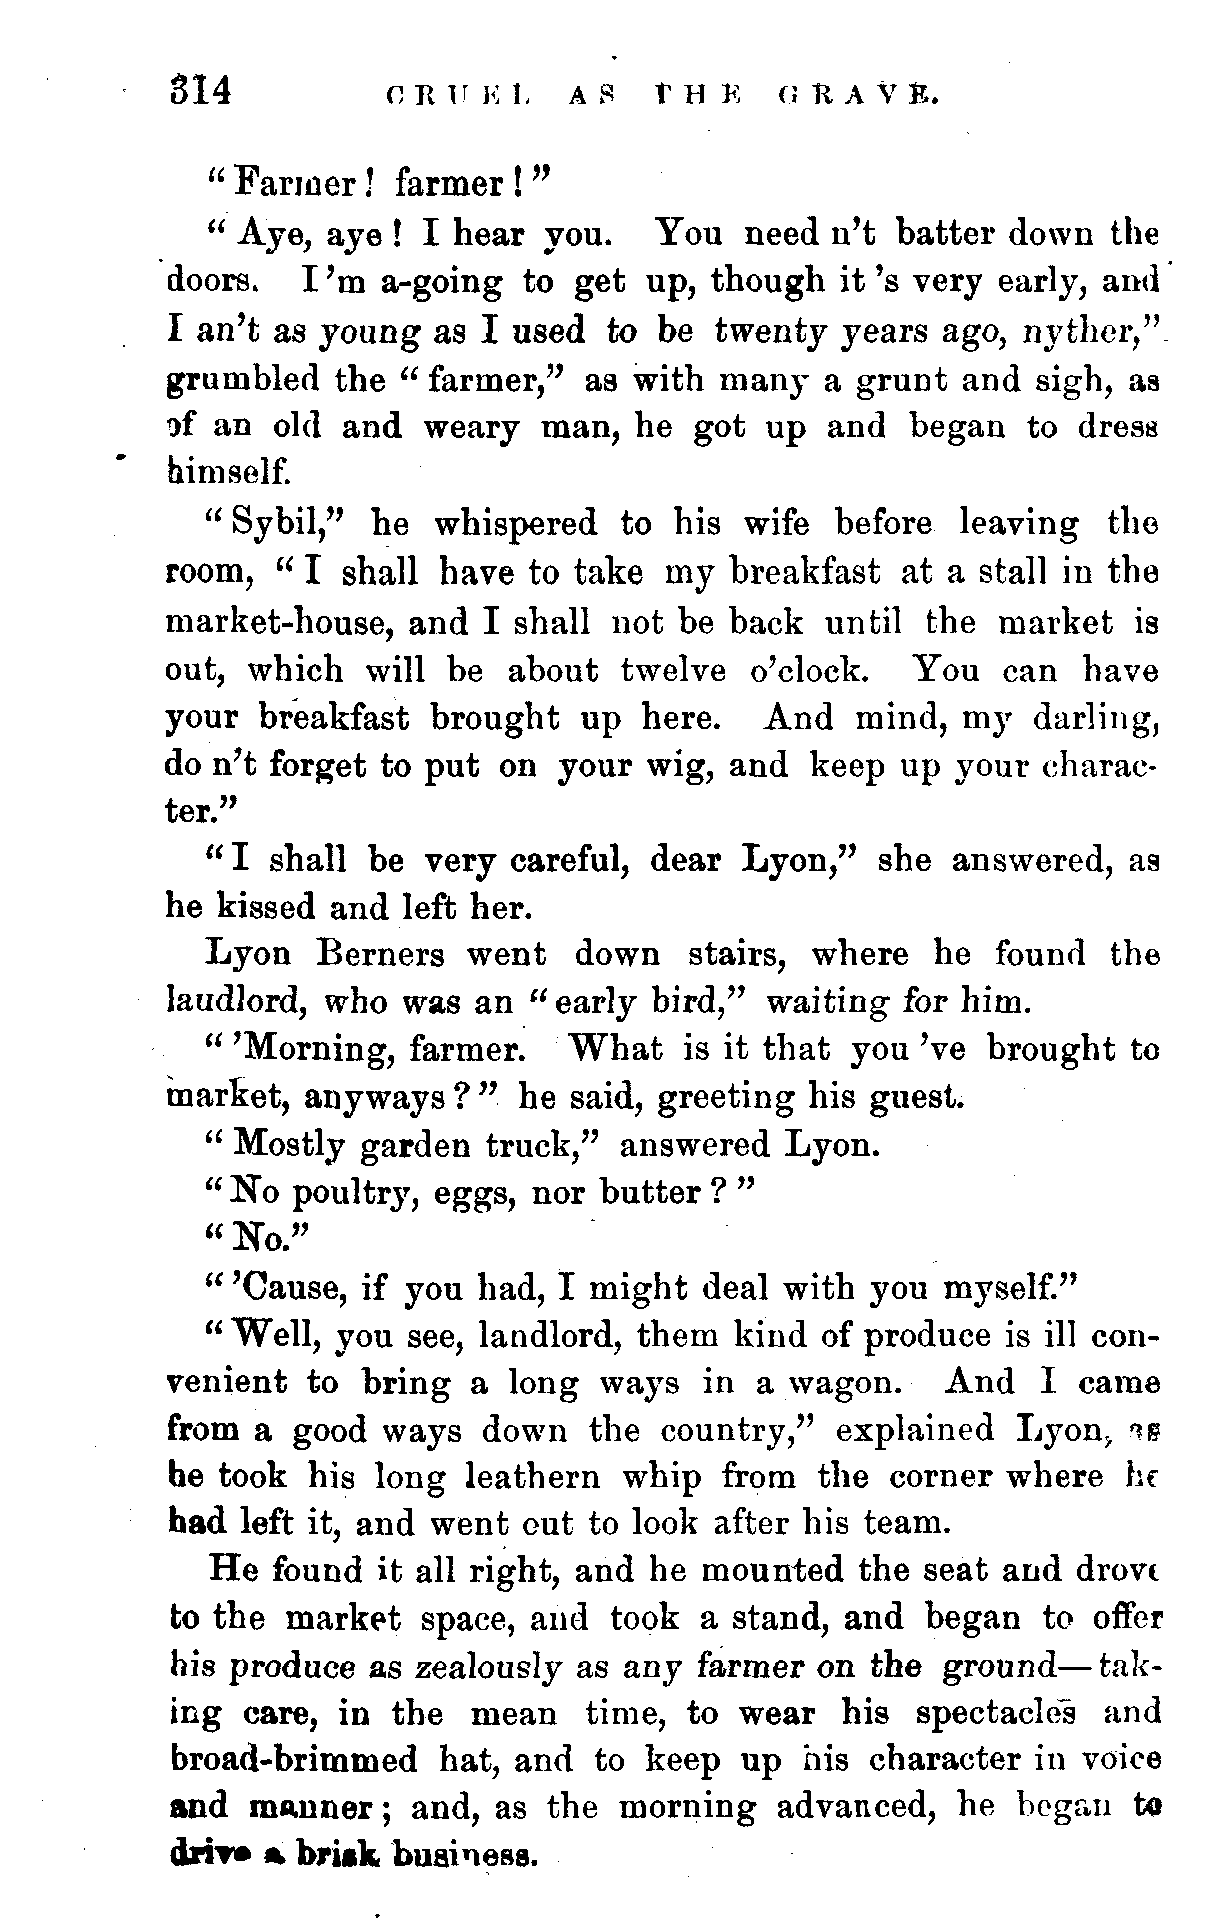 314 CRUEL AS THE GRAVE.
"Farmer! farmer!"
"Aye, aye! I hear you. You need n't batter down the
doors. I 'm a-going to get up, though it 's very early, and
I an't as young as I used to be twenty years ago, nyther,"
grumbled the "farmer," as with many a grunt and sigh, as
of an old and weary man, he got up and began to dress
himself.
"Sybil," he whispered to his wife before leaving the
room, "I shall have to take my breakfast at a stall in the
market-house, and I shall not be back until the market is
out, which will be about twelve o'clock. You can have
your breakfast brought up here. And mind, my darling,
do n't forget to put on your wig, and keep up your charac-
ter."
"I shall be very careful, dear Lyon," she answered, as
he kissed and left her.
Lyon Berners went down stairs, where he found the
laudlord, who was an "early bird," waiting for him.
"'Morning, farmer. What is it that you 've brought to
market, anyways?" he said, greeting his guest.
"Mostly garden truck," answered Lyon.
"No poultry, eggs, nor butter?"
"No."
"'Cause, if you had, I might deal with you myself."
"Well, you see, landlord, them kind of produce is ill con-
venient to bring a long ways in a wagon. And I came
from a good ways down the country," explained Lyon, as
he took his long leathern whip from the corner where he
had left it, and went out to look after his team.
He found it all right, and he mounted the seat and drove
to the market space, and took a stand, and began to offer
his produce as zealously as any farmer on the ground—tak-
ing care, in the mean time, to wear his spectacles and
broad-brimmed hat, and to keep up his character in voice
and manner; and, as the morning advanced, he began to
drive a brisk business.